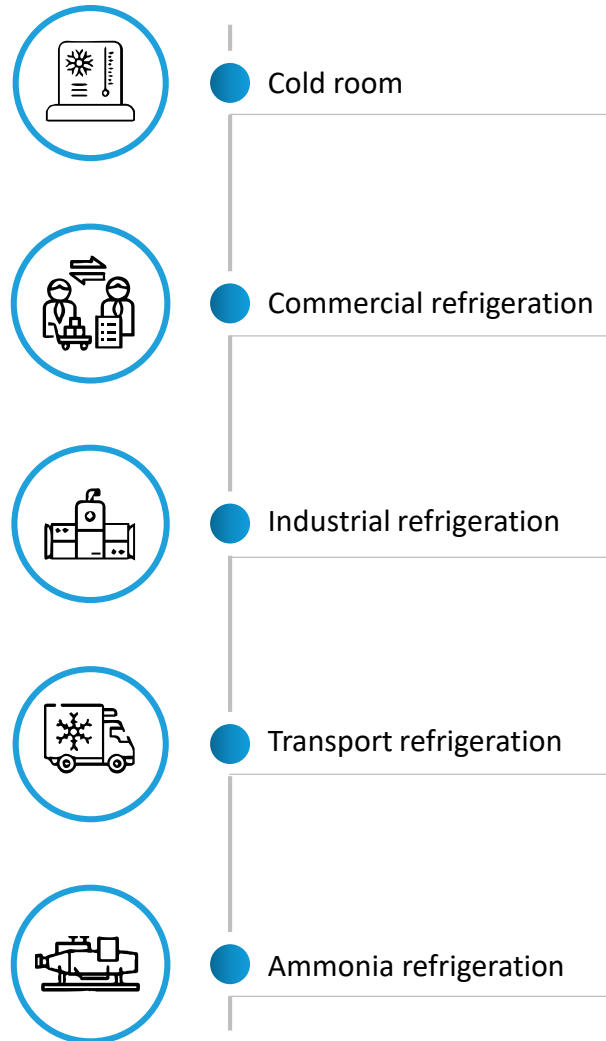 Cold room
Commercial refrigeration
Industrial refrigeration
Transport refrigeration
Ammonia refrigeration